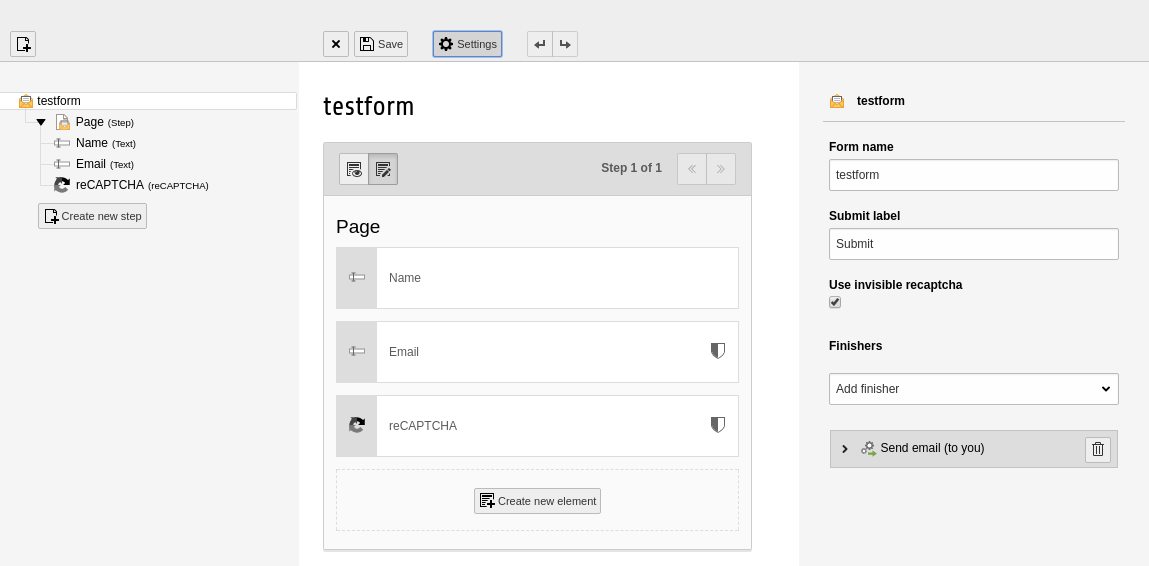 Save
Settings
testform
Page (Step)
Name (Text)
Email (Text)
reCAPTCHA (reCAPTCHA)
Create new step
testform
Step 1 of 1
Page
Name
Email
reCAPTCHA
Create new element
testform
Form name
testform
Submit label
Submit
Use invisible recaptcha
Finishers
Add finisher
Send email (to you)